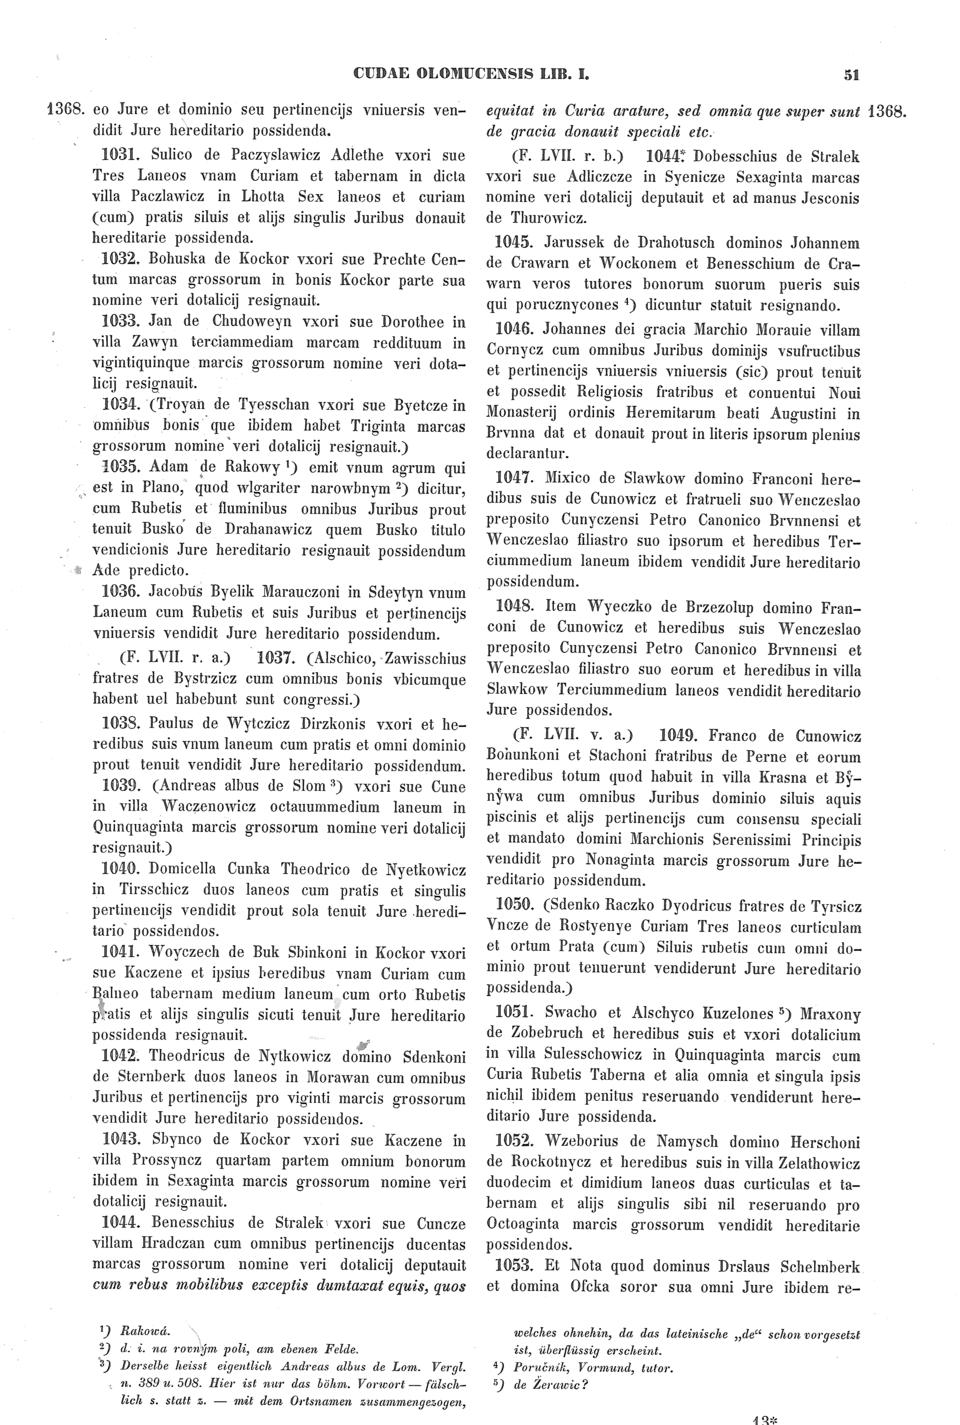 CUDAE OLOMUCENSIS LIB. I.
51
1368. eo Jure et dominio seu pertinencijs vniuersis ven-
didit Jure hereditario possidenda.
1031. Sulico de Paczyslawicz Adlethe vxori sue
Tres Laneos vnam Curiam et tabernam in dicta
villa Paczlawicz in Lhotta Sex laneos et curiam
(cum) pratis siluis et alijs singulis Juribus donauit
hereditarie possidenda.
1032. Bohuska de Kockor vxori sue Prechte Cen-
tum marcas grossorum in bonis Kockor parte sua
nomine veri dotalicij resignauit.
1033. Jan de Chudoweyn vxori sue Dorothee in
villa Zawyn terciammediam marcam reddituum in
vigintiquinque marcis grossorum nomine veri dota-
licij resignauit.
1034. (Troyan de Tyesschan vxori sue Byetcze in
omnibus bonis que ibidem habet Triginta marcas
grossorum nomine veri dotalicij resignauit.)
1035. Adam de Rakowy ¹) emit vnum agrum qui
est in Plano, quod wlgariter narowbnym ²) dicitur,
cum Rubetis et fluminibus omnibus Juribus prout
tenuit Busko de Drahanawicz quem Busko titulo
vendicionis Jure hereditario resignauit possidendum
Ade predicto.
1036. Jacobus Byelik Marauczoni in Sdeytyn vnum
Laneum cum Rubetis et suis Juribus et pertinencijs
vniuersis vendidit Jure hereditario possidendum.
(F. LVII. r. a.) 1037. (Alschico, Zawisschius
fratres de Bystrzicz cum omnibus bonis vbicumque
habent uel habebunt sunt congressi.)
1038. Paulus de Wytczicz Dirzkonis vxori et he-
redibus suis vnum laneum cum pratis et omni dominio
prout tenuit vendidit Jure hereditario possidendum.
1039. (Andreas albus de Slom ³) vxori sue Cune
in villa Waczenowicz octauummedium laneum in
Quinquaginta marcis grossorum nomine veri dotalicij
resignauit.)
1040. Domicella Cunka Theodrico de Nyetkowicz
in Tirsschicz duos laneos cum pratis et singulis
pertinencijs vendidit prout sola tenuit Jure heredi-
tario possidendos.
1041. Woyczech de Buk Sbinkoni in Kockor vxori
sue Kaczene et ipsius heredibus vnam Curiam cum
Balneo tabernam medium laneum cum orto Rubetis
pratis et alijs singulis sicuti tenuit Jure hereditario
possidenda resignauit.
1042. Theodricus de Nytkowicz domino Sdenkoni
de Sternberk duos laneos in Morawan cum omnibus
Juribus et pertinencijs pro viginti marcis grossorum
vendidit Jure hereditario possidendos.
1043. Sbynco de Kockor vxori sue Kaczene in
villa Prossyncz quartam partem omnium bonorum
ibidem in Sexaginta marcis grossorum nomine veri
dotalicij resignauit.
1044. Benesschius de Stralek vxori sue Cuncze
villam Hradczan cum omnibus pertinencijs ducentas
marcas grossorum nomine veri dotalicij deputauit
cum rebus mobilibus exceptis dumtaxat equis, quos
equitat in Curia arature, sed omnia que super sunt 1368.
de gracia donauit speciali etc.
(F. LVII. r. b.) 1044* Dobesschius de Stralek
vxori sue Adliczcze in Syenicze Sexaginta marcas
nomine veri dotalicij deputauit et ad manus Jesconis
de Thurowicz.
1045. Jarussek de Drahotusch dominos Johannem
de Crawarn et Wockonem et Benesschium de Cra-
warn veros tutores bonorum suorum pueris suis
qui porucznycones ⁴) dicuntur statuit resignando.
1046. Johannes dei gracia Marchio Morauie villam
Cornycz cum omnibus Juribus dominijs vsufructibus
et pertinencijs vniuersis vniuersis (sic) prout tenuit
et possedit Religiosis fratribus et conuentui Noui
Monasterij ordinis Heremitarum beati Augustini in
Brvnna dat et donauit prout in literis ipsorum plenius
declarantur.
1047. Mixico de Slawkow domino Franconi here-
dibus suis de Cunowicz et fratrueli suo Wenczeslao
preposito Cunyczensi Petro Canonico Brvnnensi et
Wenczeslao filiastro suo ipsorum et heredibus Ter-
ciummedium laneum ibidem vendidit Jure hereditario
possidendum.
1048. Item Wyeczko de Brzezolup domino Fran-
coni de Cunowicz et heredibus suis Wenczeslao
preposito Cunyczensi Petro Canonico Brvnnensi et
Wenczeslao filiastro suo eorum et heredibus in villa
Slawkow Terciummedium laneos vendidit hereditario
Jure possidendos.
(F. LVII. v. a.) 1049. Franco de Cunowicz
Bohunkoni et Stachoni fratribus de Perne et eorum
heredibus totum quod habuit in villa Krasna et Bẙ-
nẙwa cum omnibus Juribus dominio siluis aquis
piscinis et alijs pertinencijs cum consensu speciali
et mandato domini Marchionis Serenissimi Principis
vendidit pro Nonaginta marcis grossorum Jure he-
reditario possidendum.
1050. (Sdenko Raczko Dyodricus fratres de Tyrsicz
Vncze de Rostyenye Curiam Tres laneos curticulam
et ortum Prata (cum) Siluis rubetis cum omni do-
minio prout tenuerunt vendiderunt Jure hereditario
possidenda.)
1051. Swacho et Alschyco Kuzelones ⁵) Mraxony
de Zobebruch et heredibus suis et vxori dotalicium
in villa Sulesschowicz in Quinquaginta marcis cum
Curia Rubetis Taberna et alia omnia et singula ipsis
nichil ibidem penitus reseruando vendiderunt here-
ditario Jure possidenda.
1052. Wzeborius de Namysch domino Herschoni
de Rockotnycz et heredibus suis in villa Zelathowicz
duodecim et dimidium laneos duas curticulas et ta-
bernam et alijs singulis sibi nil reseruando pro
Octoaginta marcis grossorum vendidit hereditarie
possidendos.
1053. Et Nota quod dominus Drslaus Schelmberk
et domina Ofcka soror sua omni Jure ibidem re-
¹) Rakowá.
²) d. i. na rovným poli, am ebenen Felde.
³) Derselbe heisst eigentlich Andreas albus de Lom. Vergl.
n. 389 u. 508. Hier ist nur das böhm. Vorwort — fälsch-
lich s. statt z. — mit dem Ortsnamen zusammengezogen,
welches ohnehin, da das lateinische „de“ schon vorgesetzt
ist, überflüssig erscheint.
⁴) Poručnik, Vormund, tutor.
⁵) de Žerawic?
13*